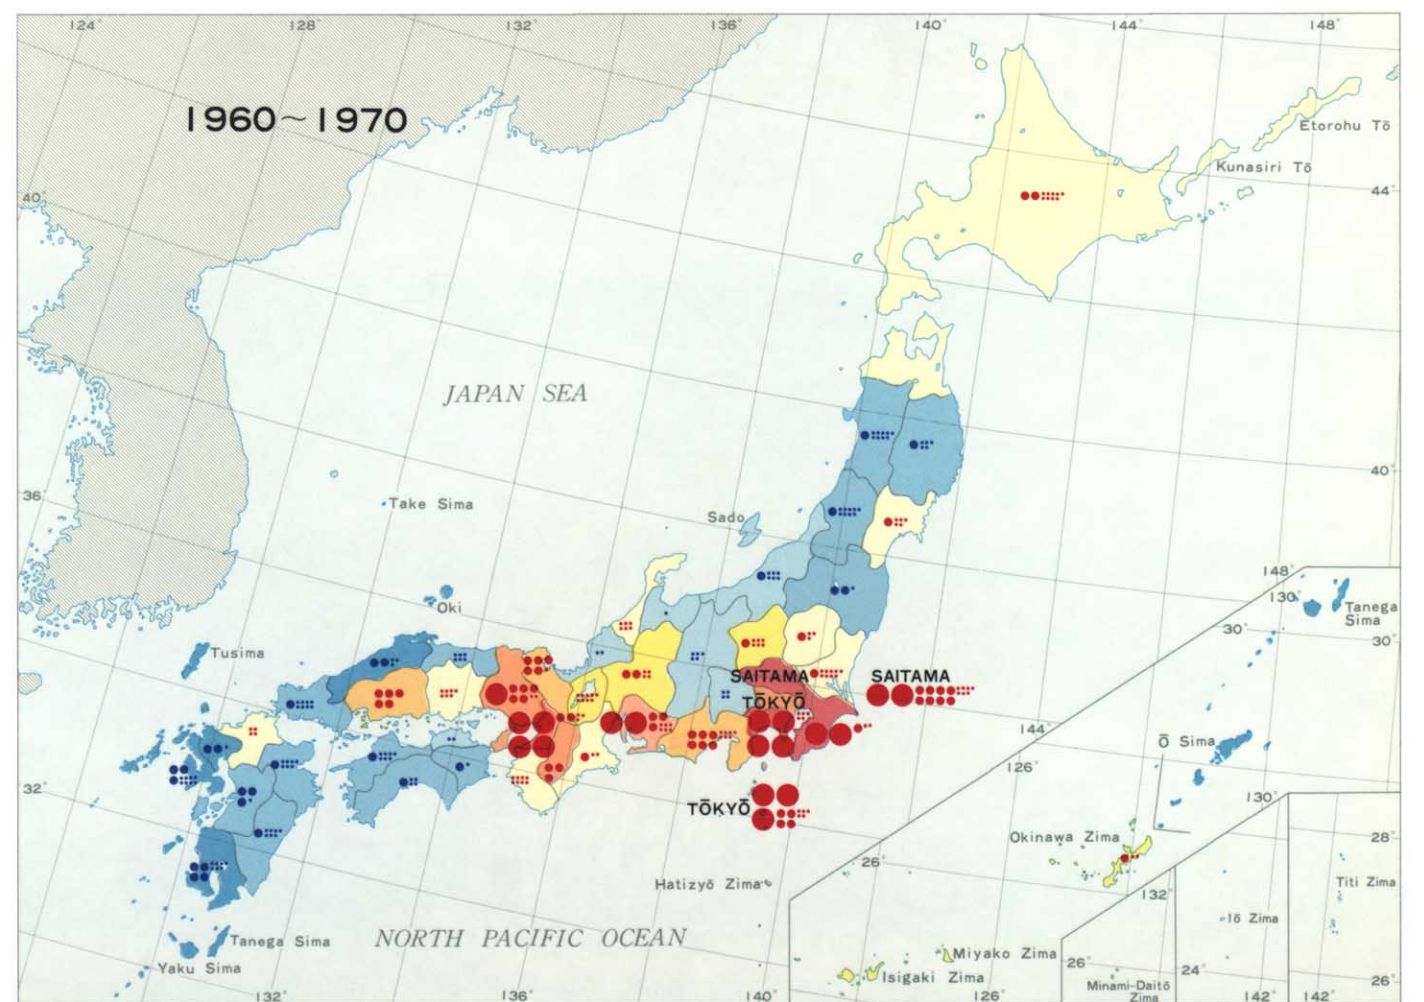 124°
128°
132°
136°
140°
144°
148°
1960~1970
Etorohu Tō
Kunasiri Tō
40°
44°
JAPAN SEA
36°
Take Sima
Sado
40°
Oki
Tusima
148°
130°
Tanega
Sima
30°
30°
SAITAMA
SAITAMA
TŌKYŌ
144°
Ō Sima
126°
32°
TŌKYŌ
130°
Okinawa Zima
28°
26°
Hatizyō Zima
132°
Titi Zima
Iō Zima
Tanega Sima
NORTH PACIFIC OCEAN
Yaku Sima
Miyako Zima
Isigaki Zima
26°
24°
Minami-Daitō
Zima
26°
132°
136°
140°
126°
142°
142°